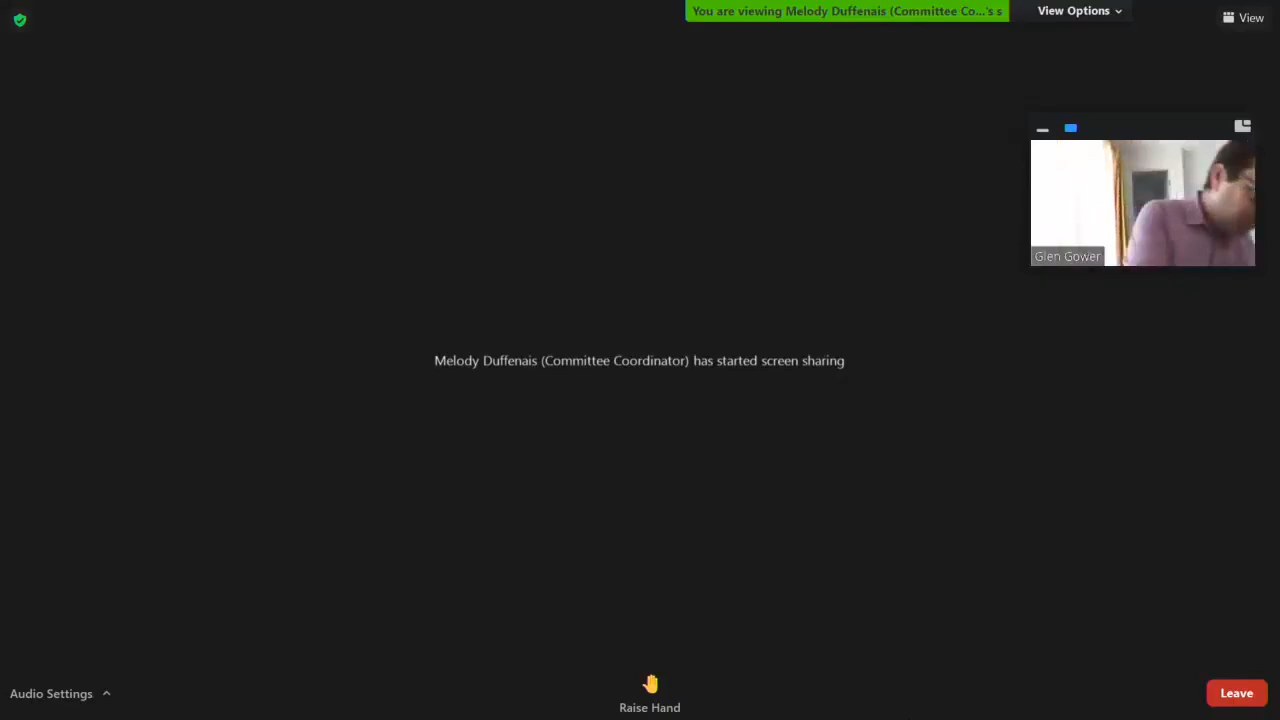 You are viewing Melody Duffenais (Committee Co...'s s
View Options
View
Glen Gower
Melody Duffenais (Committee Coordinator) has started screen sharing
Audio Settings
Raise Hand
Leave